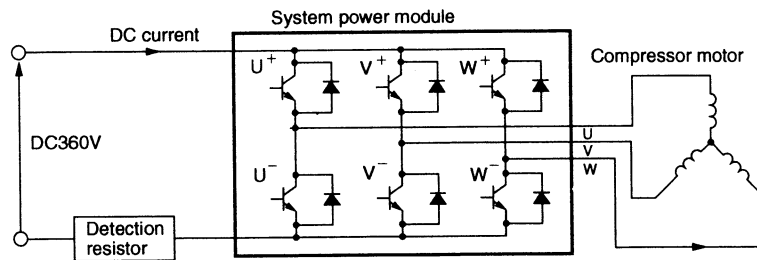 System power module
DC current
Compressor motor
U+
V+
W+
DC360V
U
V
W
U−
V−
W−
Detection
resistor